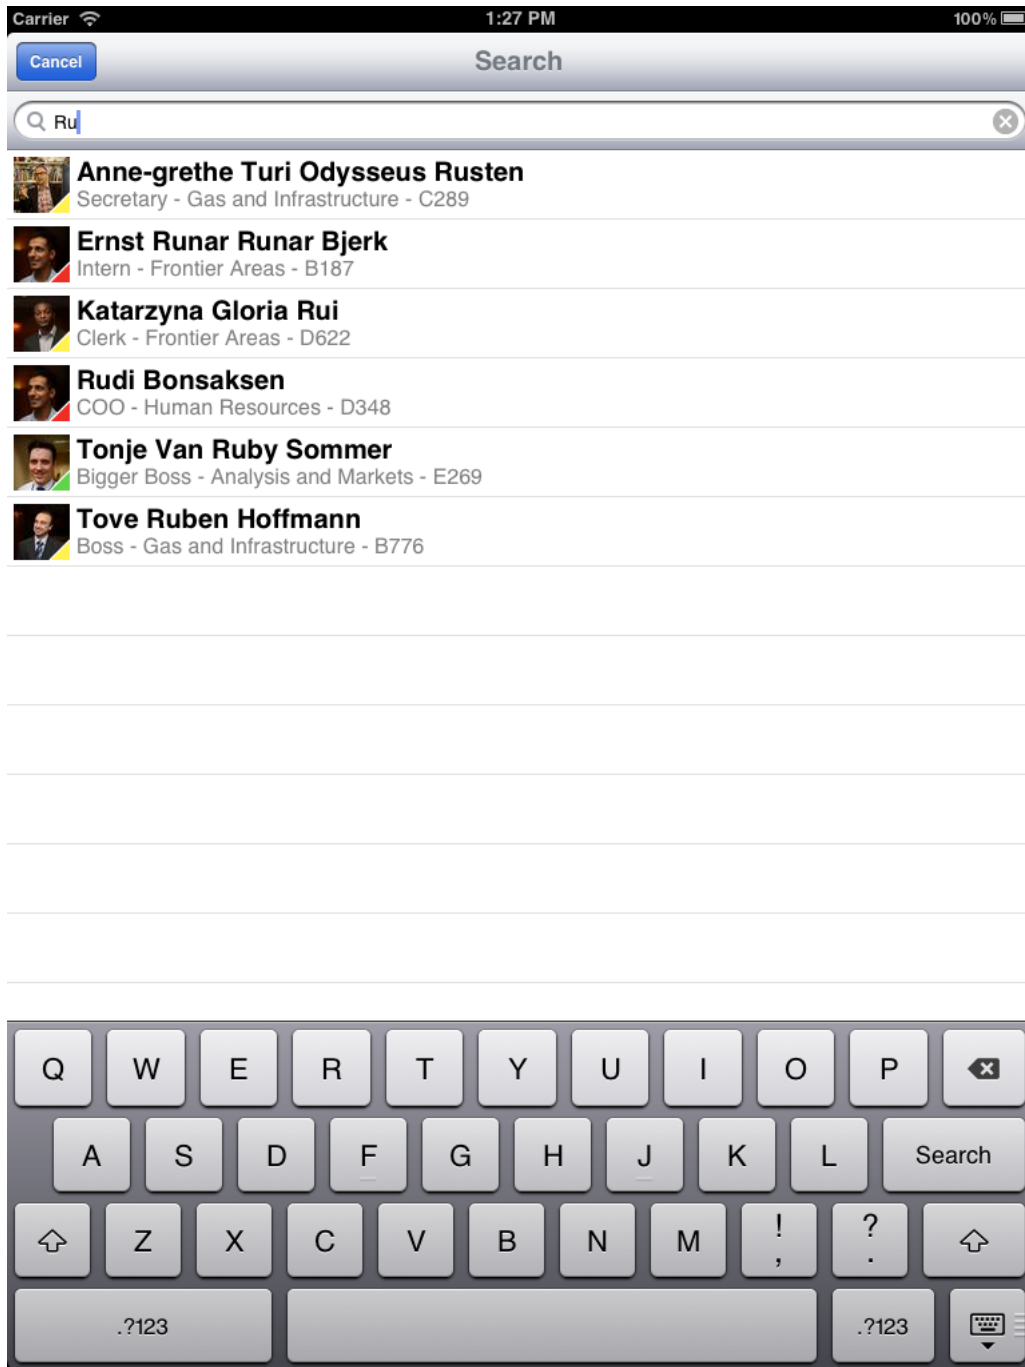 Carrier 1:27 PM 100%
Cancel Search
Ru
Anne-grethe Turi Odysseus Rusten
Secretary - Gas and Infrastructure - C289
Ernst Runar Runar Bjerk
Intern - Frontier Areas - B187
Katarzyna Gloria Rui
Clerk - Frontier Areas - D622
Rudi Bonsaksen
COO - Human Resources - D348
Tonje Van Ruby Sommer
Bigger Boss - Analysis and Markets - E269
Tove Ruben Hoffmann
Boss - Gas and Infrastructure - B776
Q W E R T Y U I O P
A S D F G H J K L Search
Z X C V B N M ! , ? .
.?123 .?123